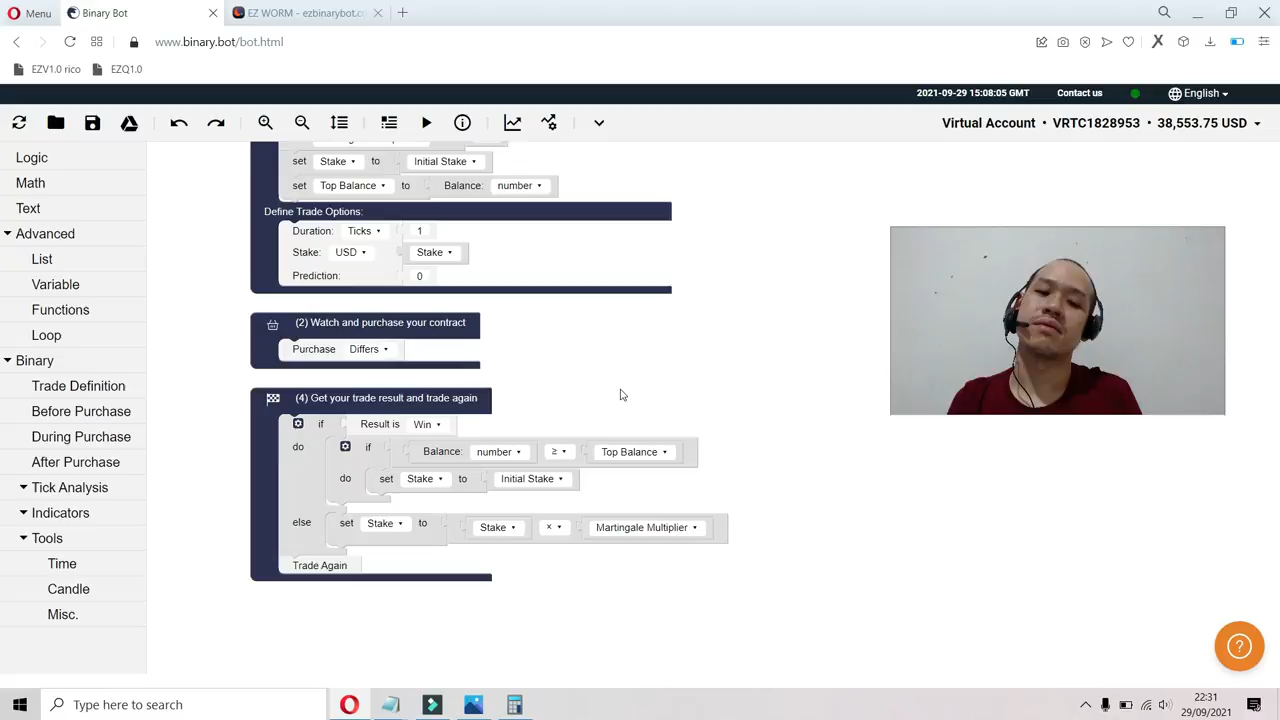 Menu
Binary Bot
EZ WORM - ezbinarybot.co
www.binary.bot/bot.html
EZV1.0 rico
EZQ1.0
2021-09-29 15:08:05 GMT
Contact us
English
Virtual Account • VRTC1828953 • 38,553.75 USD
Logic
Math
Text
Advanced
List
Variable
Functions
Loop
Binary
Trade Definition
Before Purchase
During Purchase
After Purchase
Tick Analysis
Indicators
Tools
Time
Candle
Misc.
set Stake to Initial Stake
set Top Balance to Balance: number
Define Trade Options:
Duration: Ticks 1
Stake: USD Stake
Prediction: 0
(2) Watch and purchase your contract
Purchase Differs
(4) Get your trade result and trade again
if Result is Win
do if Balance: number ≥ Top Balance
do set Stake to Initial Stake
else set Stake to Stake × Martingale Multiplier
Trade Again
?
Type here to search
22:31
29/09/2021